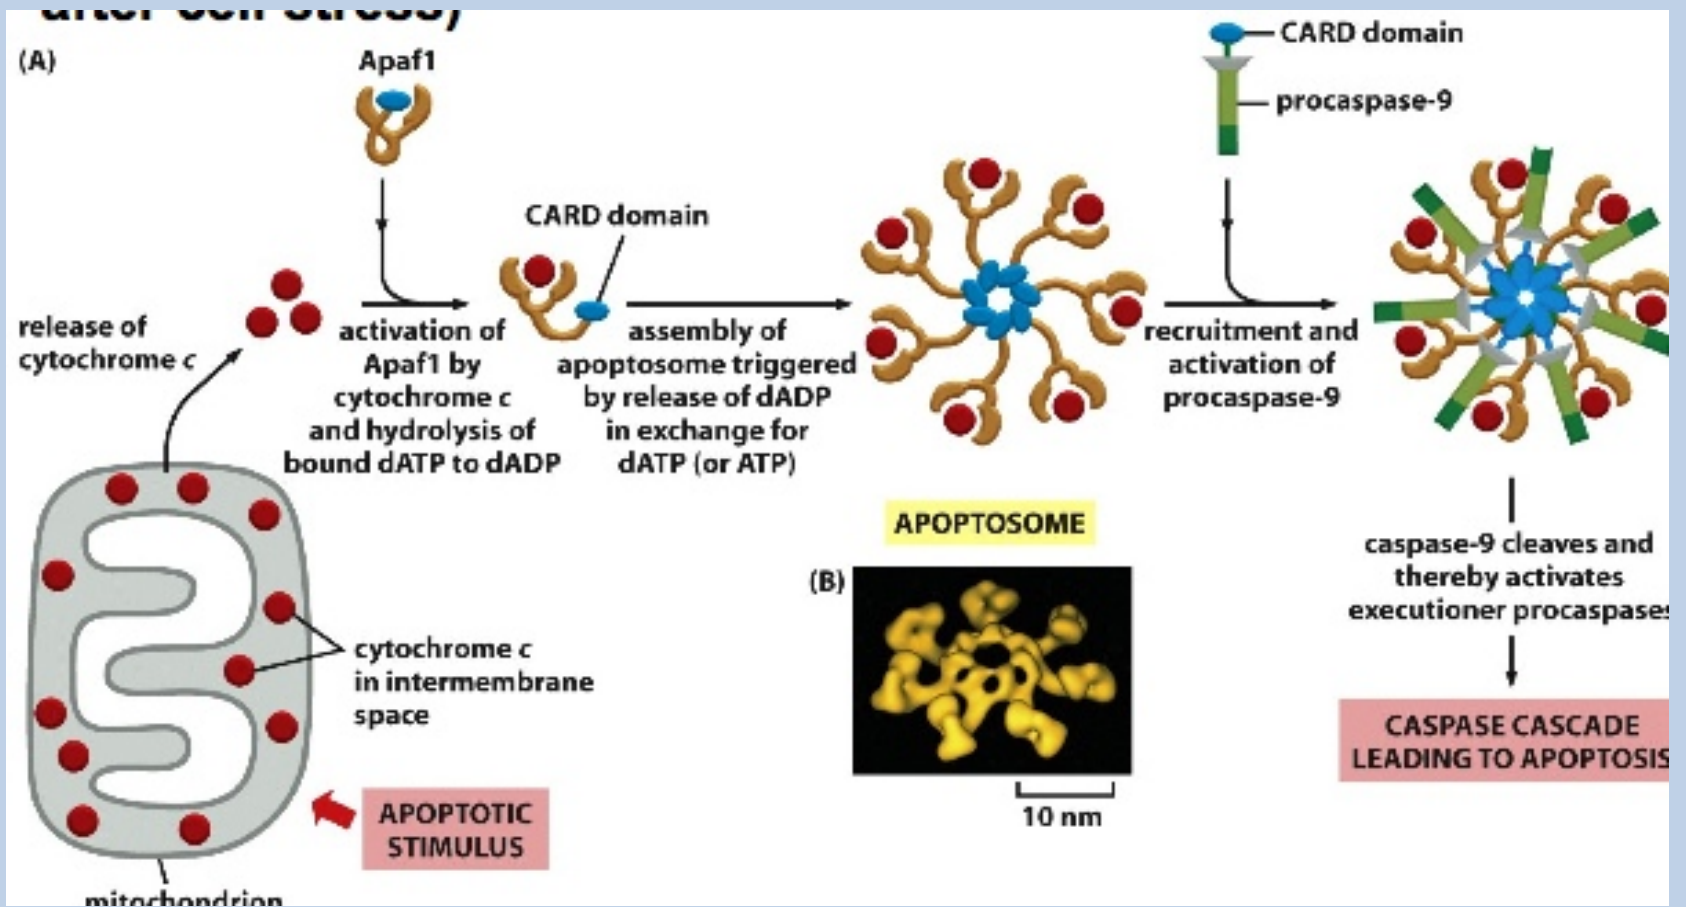 after cell stress)
(A)
Apaf1
CARD domain
procaspase-9
CARD domain
release of
cytochrome c
activation of
Apaf1 by
cytochrome c
and hydrolysis of
bound dATP to dADP
assembly of
apoptosome triggered
by release of dADP
in exchange for
dATP (or ATP)
recruitment and
activation of
procaspase-9
APOPTOSOME
(B)
10 nm
caspase-9 cleaves and
thereby activates
executioner procaspases
CASPASE CASCADE
LEADING TO APOPTOSIS
cytochrome c
in intermembrane
space
APOPTOTIC
STIMULUS
mitochondrion